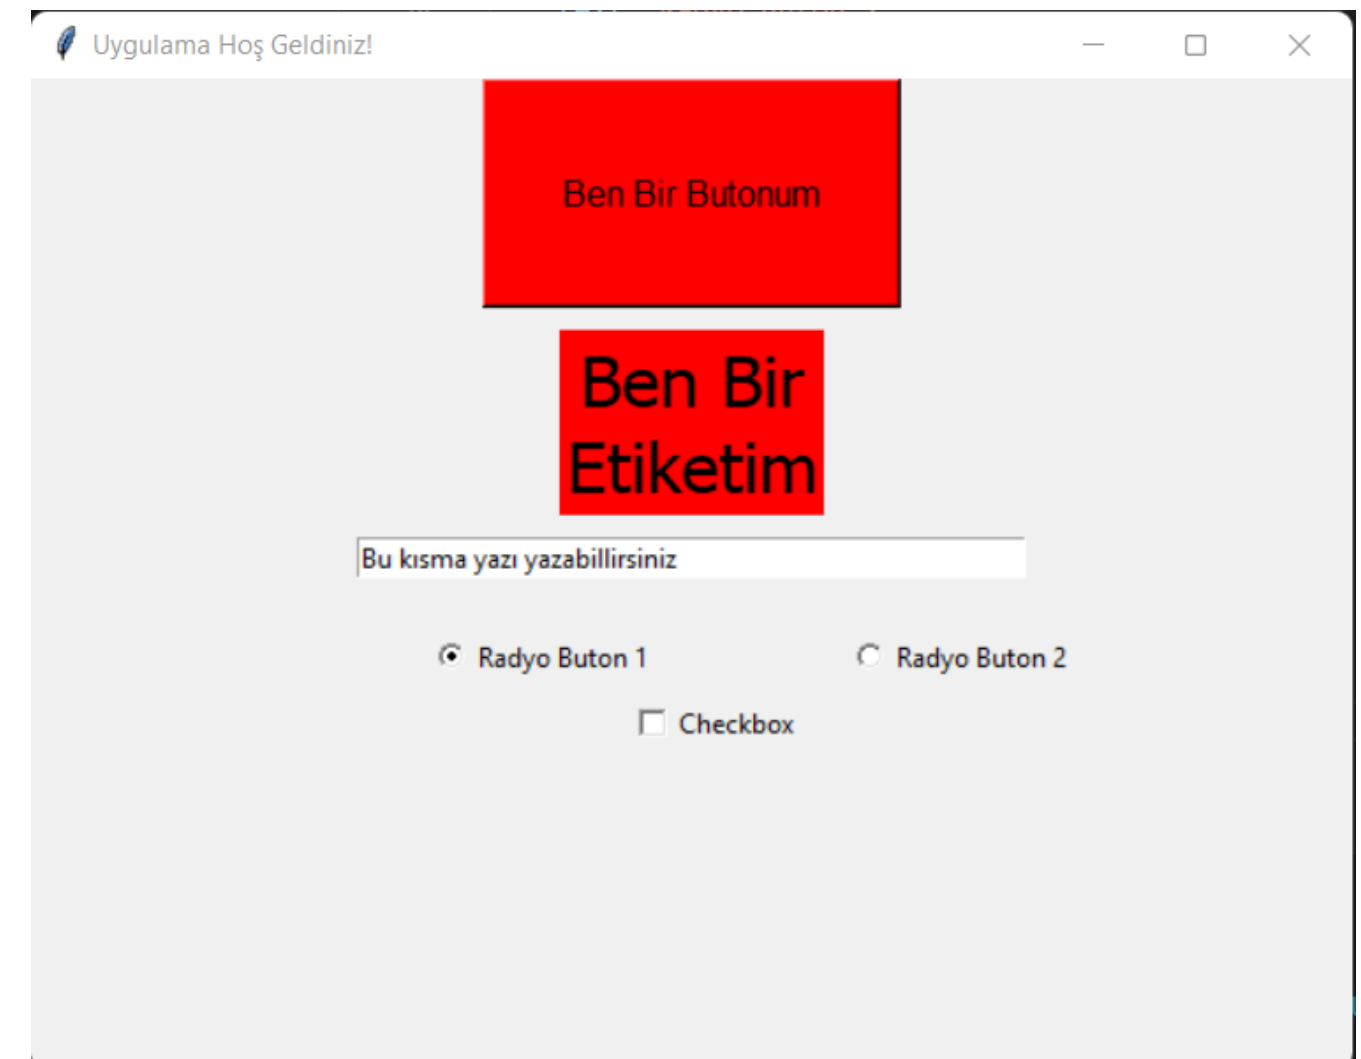 Uygulama Hoş Geldiniz!
Ben Bir Butonum
Ben Bir
Etiketim
Bu kısma yazı yazabillirsiniz
Radyo Buton 1 Radyo Buton 2
Checkbox